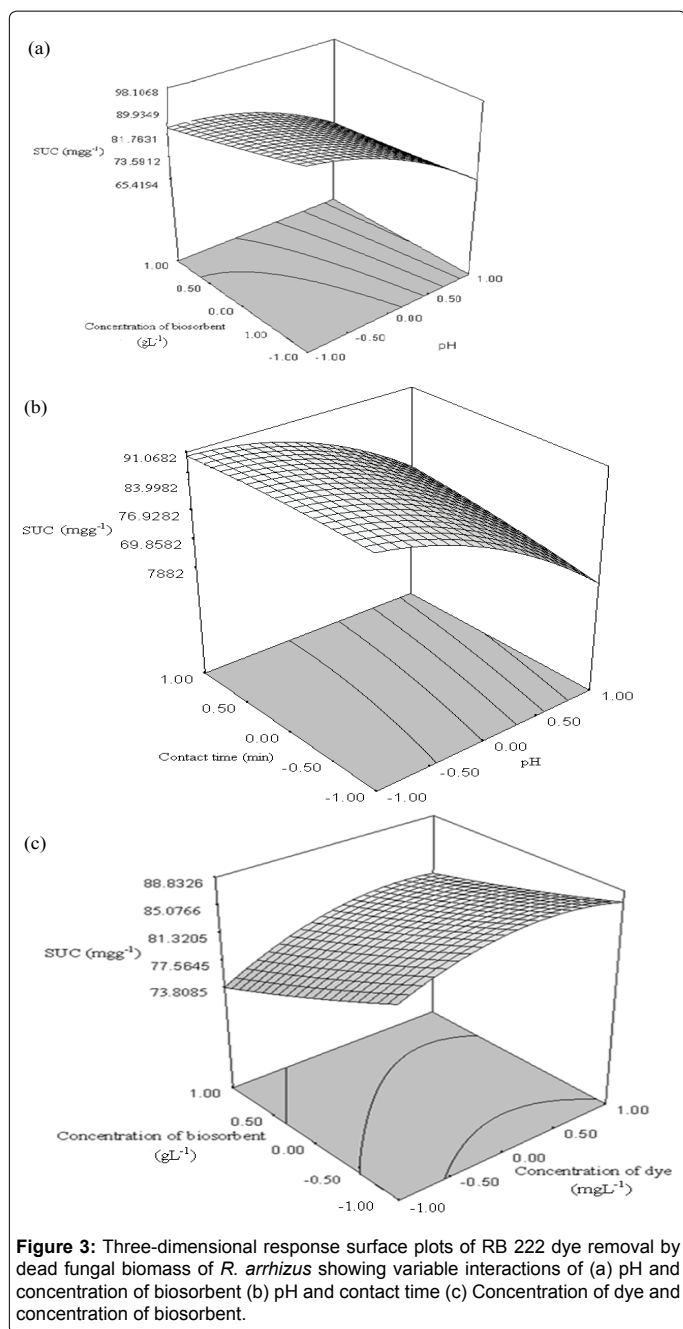 (a)
98.1068
89.9349
81.7631
SUC (mgg-1)
73.5912
65.4194
1.00
0.50
0.00
1.00
-1.00
Concentration of biosorbent
(gL-1)
1.00
0.50
0.00
-0.50
-1.00
pH
(b)
91.0682
83.9982
76.9282
SUC (mgg-1)
69.8582
7882
1.00
0.50
0.00
-0.50
-1.00
Contact time (min)
1.00
0.50
0.00
-0.50
-1.00
pH
(c)
88.8326
85.0766
81.3205
SUC (mgg-1)
77.5645
73.8085
1.00
0.50
0.00
-0.50
-1.00
Concentration of biosorbent
(gL-1)
1.00
0.50
0.00
-0.50
-1.00
Concentration of dye
(mgL-1)
Figure 3: Three-dimensional response surface plots of RB 222 dye removal by
dead fungal biomass of R. arrhizus showing variable interactions of (a) pH and
concentration of biosorbent (b) pH and contact time (c) Concentration of dye and
concentration of biosorbent.